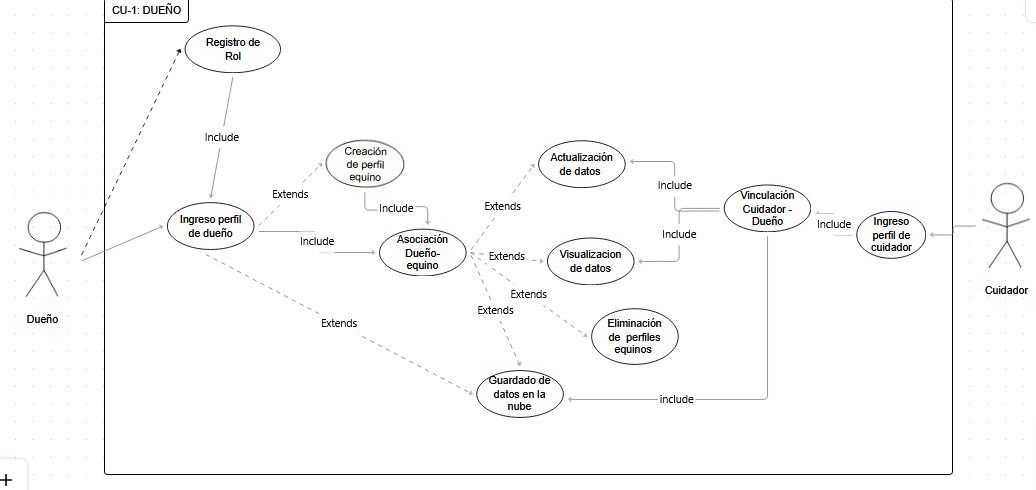 CU-1: DUEÑO
Registro de
Rol
Include
Creación
de perfil
equino
Actualización
de datos
Extends
Include
Include
Vinculación
Cuidador -
Dueño
Extends
Ingreso perfil
de dueño
Include
Ingreso
perfil de
cuidador
Include
Asociación
Dueño-
equino
Include
Extends
Visualizacion
de datos
Cuidador
Extends
Extends
Dueño
Extends
Eliminación
de perfiles
equinos
Guardado de
datos en la
nube
include
+